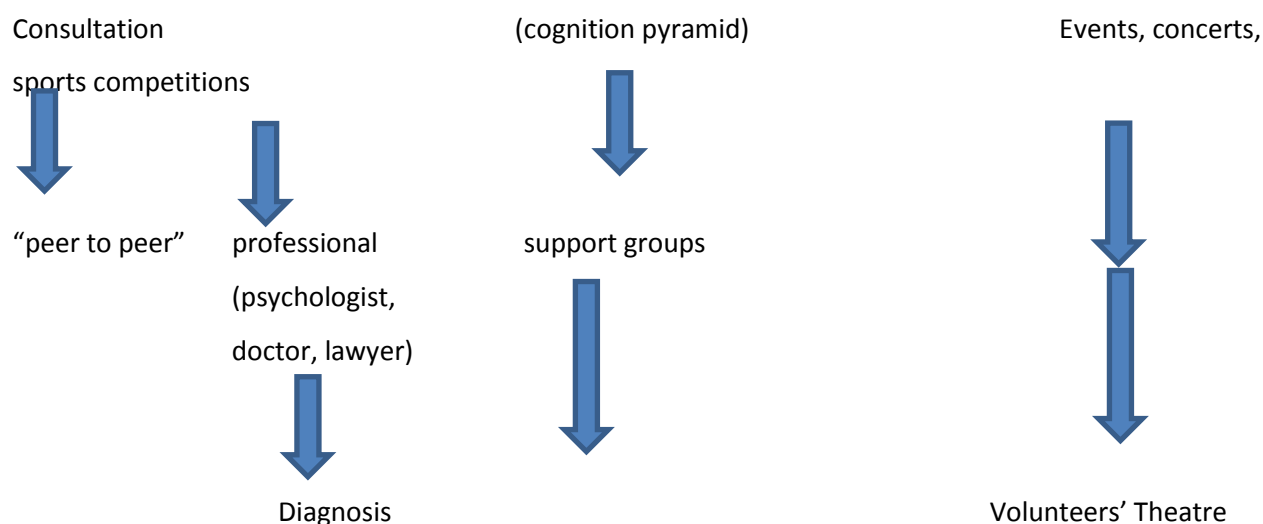 Consultation (cognition pyramid) Events, concerts,
sports competitions
“peer to peer” professional support groups
(psychologist,
doctor, lawyer)
Diagnosis Volunteers’ Theatre